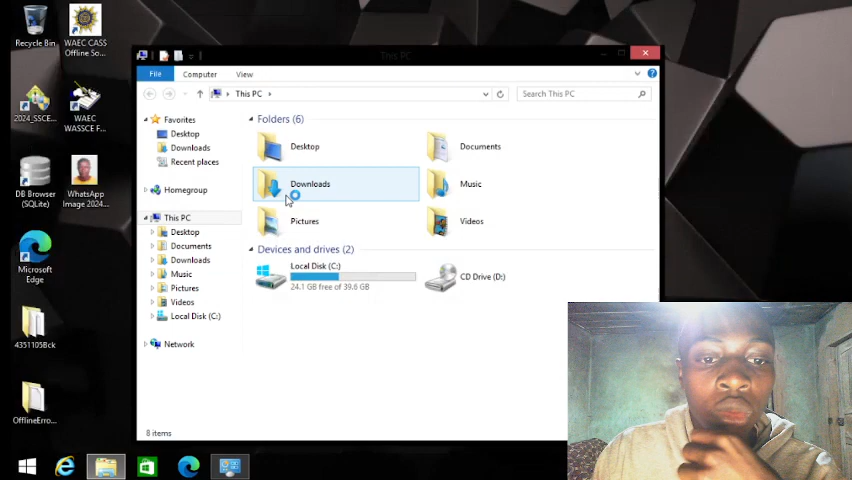 Recycle Bin
WAEC CASS
Offline So...
2024_SSCE...
WAEC
WASSCE F...
DB Browser
(SQLite)
WhatsApp
Image 2024...
Microsoft
Edge
4351105Bck
OfflineErro...
This PC
File
Computer
View
This PC
Search This PC
Favorites
Desktop
Downloads
Recent places
Homegroup
This PC
Desktop
Documents
Downloads
Music
Pictures
Videos
Local Disk (C:)
Network
Folders (6)
Desktop
Documents
Downloads
Music
Pictures
Videos
Devices and drives (2)
Local Disk (C:)
24.1 GB free of 39.6 GB
CD Drive (D:)
8 items